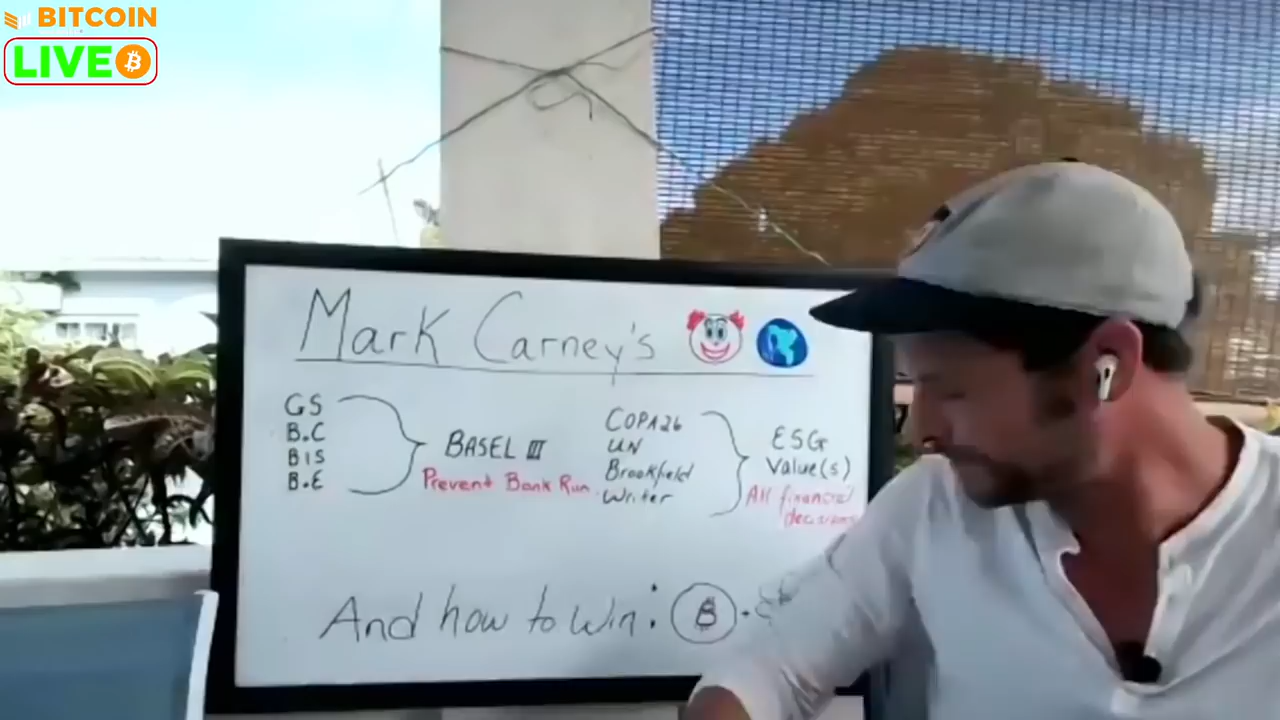 BITCOIN
LIVE
Mark Carney's
GS
B.C
BIS
B.E
BASEL III
Prevent Bank Run
COPA26
UN
Brookfield
Writer
ESG
Value(s)
All financial
decisions
And how to win: